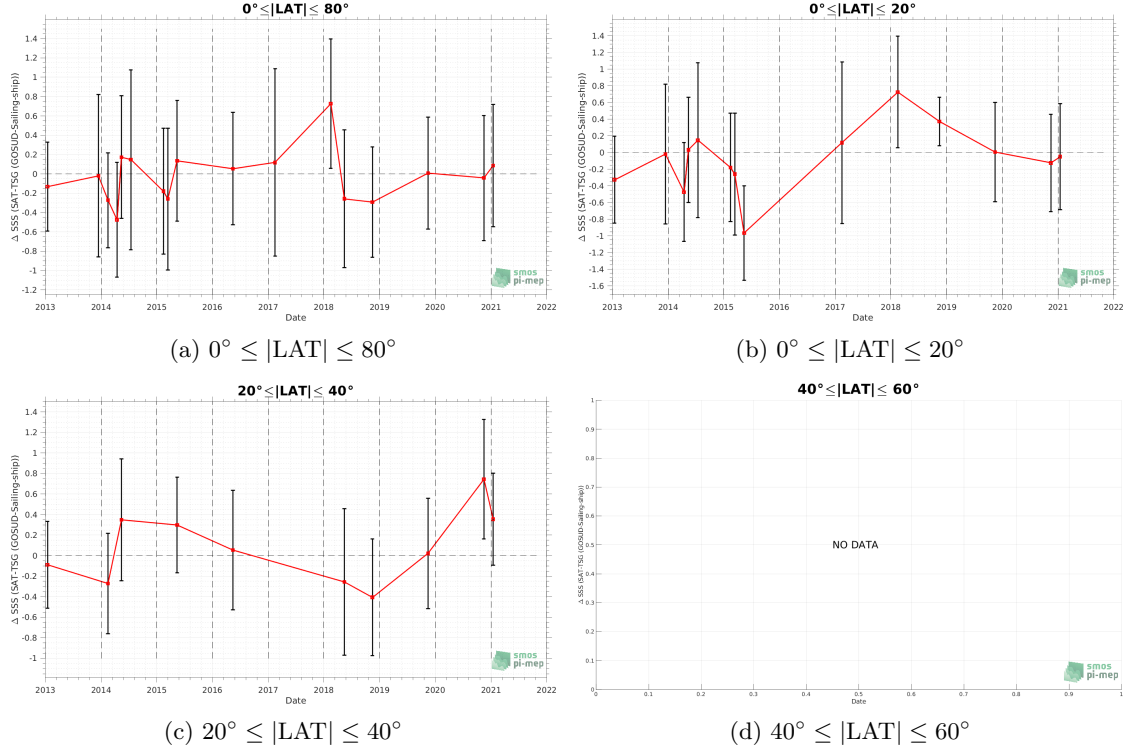 0°≤|LAT|≤ 80°
Δ SSS (SAT-TSG (GOSUD-Sailing-ship))
1.4
1.2
1
0.8
0.6
0.4
0.2
0
-0.2
-0.4
-0.6
-0.8
-1
-1.2
2013 2014 2015 2016 2017 2018 2019 2020 2021 2022
Date
smos
pi-mep
(a) 0° ≤ |LAT| ≤ 80°
0°≤|LAT|≤ 20°
Δ SSS (SAT-TSG (GOSUD-Sailing-ship))
1.4
1.2
1
0.8
0.6
0.4
0.2
0
-0.2
-0.4
-0.6
-0.8
-1
-1.2
-1.4
-1.6
2013 2014 2015 2016 2017 2018 2019 2020 2021 2022
Date
smos
pi-mep
(b) 0° ≤ |LAT| ≤ 20°
20°≤|LAT|≤ 40°
Δ SSS (SAT-TSG (GOSUD-Sailing-ship))
1.4
1.2
1
0.8
0.6
0.4
0.2
0
-0.2
-0.4
-0.6
-0.8
-1
2013 2014 2015 2016 2017 2018 2019 2020 2021 2022
Date
smos
pi-mep
(c) 20° ≤ |LAT| ≤ 40°
40°≤|LAT|≤ 60°
Δ SSS (SAT-TSG (GOSUD-Sailing-ship))
1
0.9
0.8
0.7
0.6
0.5
0.4
0.3
0.2
0.1
0
NO DATA
0 0.1 0.2 0.3 0.4 0.5 0.6 0.7 0.8 0.9 1
Date
smos
pi-mep
(d) 40° ≤ |LAT| ≤ 60°